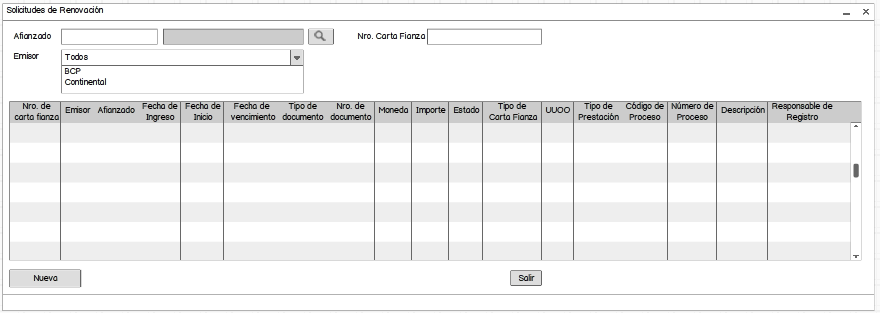 Solicitudes de Renovación
Afianzado
Nro. Carta Fianza
Emisor
Todos
BCP
Continental
Nro. de carta fianza
Emisor
Afianzado
Fecha de Ingreso
Fecha de Inicio
Fecha de vencimiento
Tipo de documento
Nro. de documento
Moneda
Importe
Estado
Tipo de Carta Fianza
UUOO
Tipo de Prestación
Código de Proceso
Número de Proceso
Descripción
Responsable de Registro
Nueva
Salir